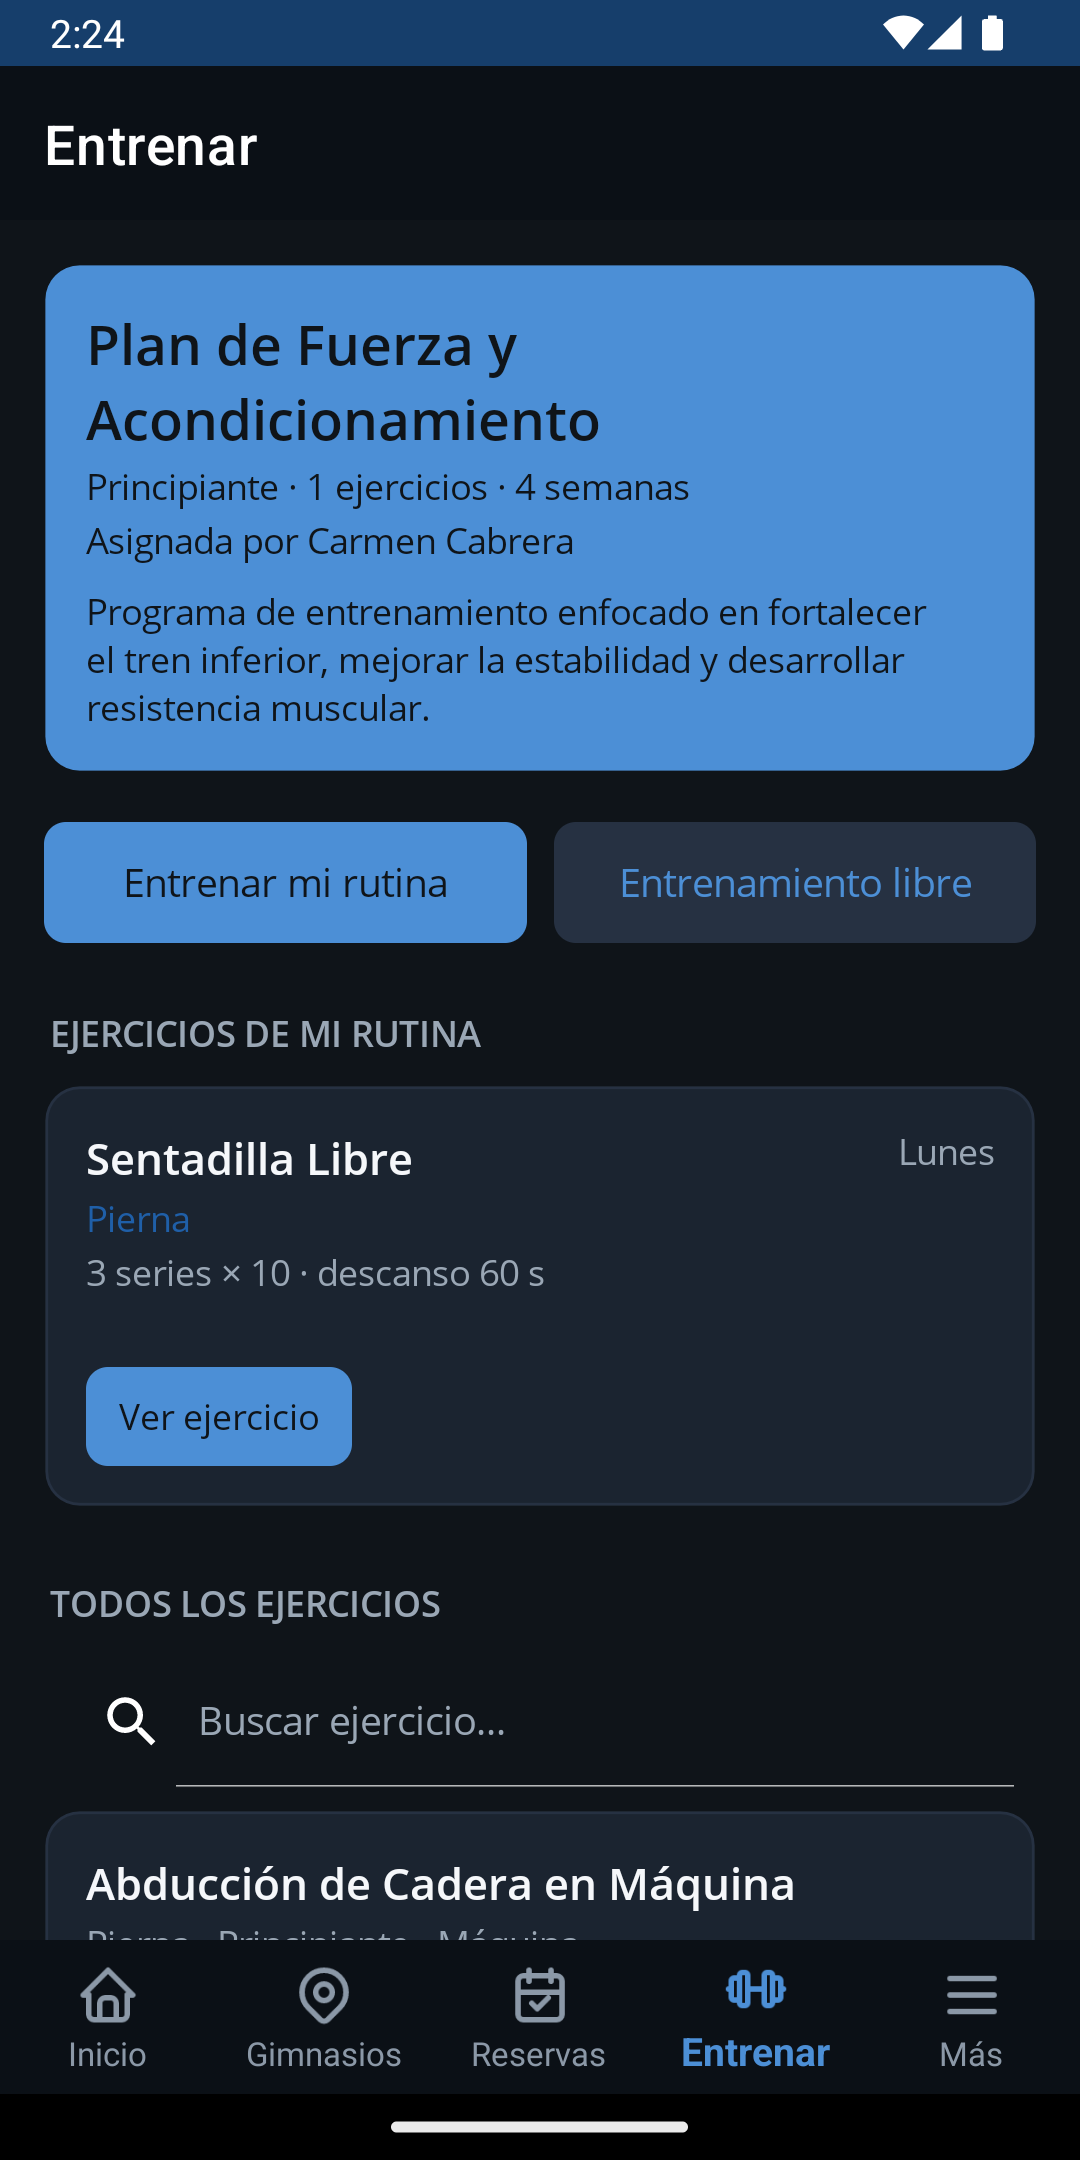 2:24
Entrenar
Plan de Fuerza y
Acondicionamiento
Principiante · 1 ejercicios · 4 semanas
Asignada por Carmen Cabrera
Programa de entrenamiento enfocado en fortalecer
el tren inferior, mejorar la estabilidad y desarrollar
resistencia muscular.
Entrenar mi rutina
Entrenamiento libre
EJERCICIOS DE MI RUTINA
Sentadilla Libre
Lunes
Pierna
3 series × 10 · descanso 60 s
Ver ejercicio
TODOS LOS EJERCICIOS
Buscar ejercicio...
Abducción de Cadera en Máquina
Pierna · Principiante · Máquina
Inicio
Gimnasios
Reservas
Entrenar
Más